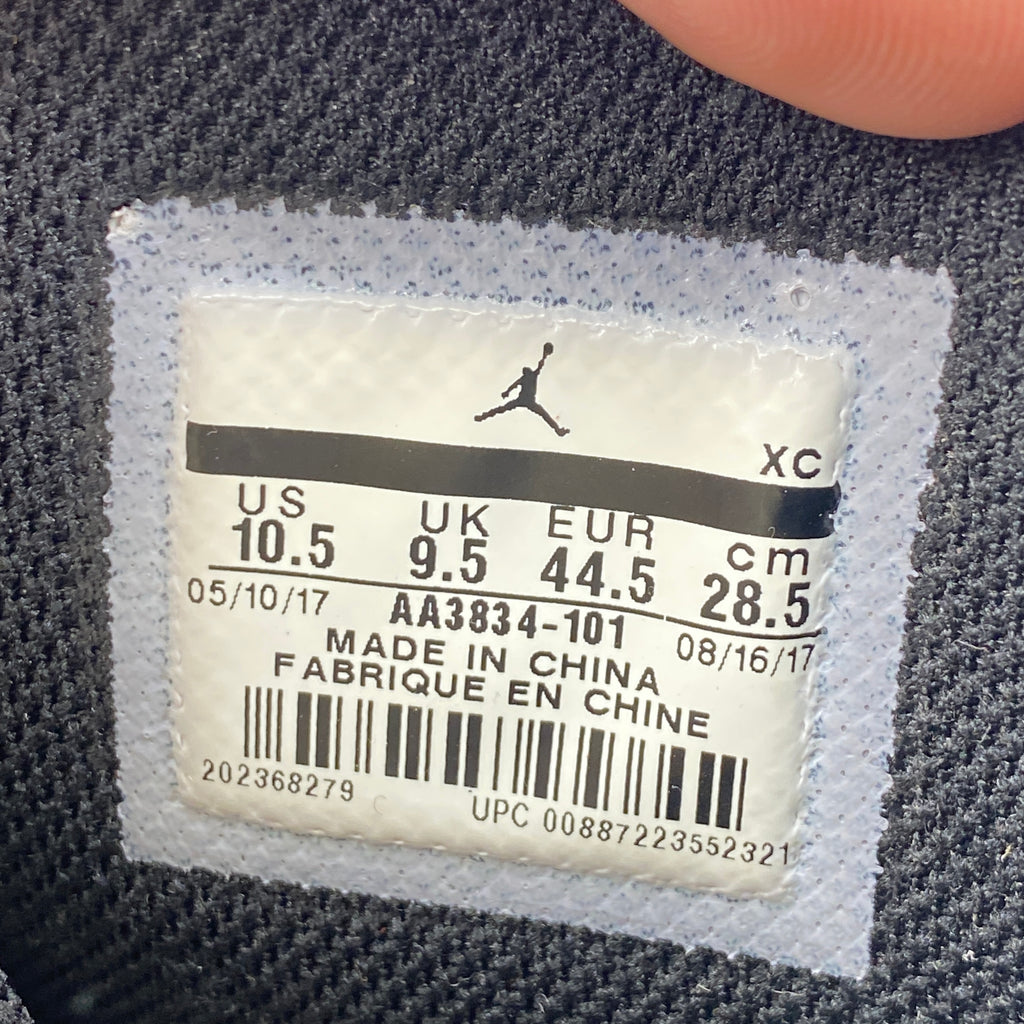 XC
US UK EUR cm
10.5 9.5 44.5 28.5
05/10/17 AA3834-101 08/16/17
MADE IN CHINA
FABRIQUE EN CHINE
202368279 UPC 00887223552321